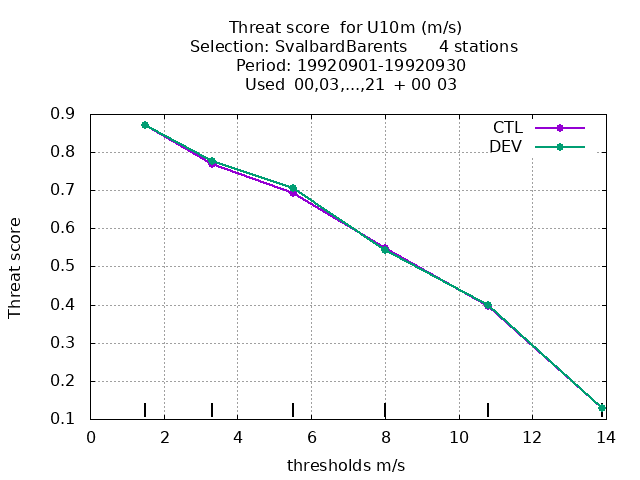 Threat score  for U10m (m/s)
Selection: SvalbardBarents      4 stations
Period: 19920901-19920930
Used  00,03,...,21  + 00 03
CTL
DEV
0.9
0.8
0.7
0.6
0.5
0.4
0.3
0.2
0.1
Threat score
0 2 4 6 8 10 12 14
thresholds m/s